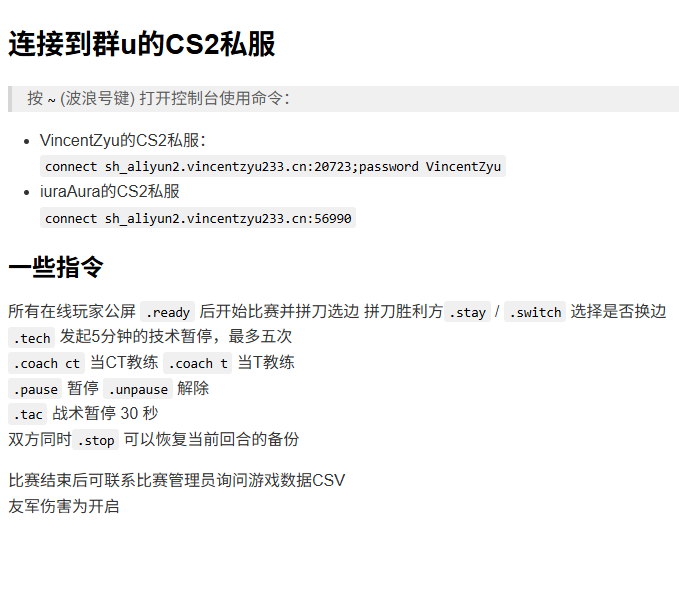 连接到群u的CS2私服
按 ~ (波浪号键) 打开控制台使用命令：
VincentZyu的CS2私服：
connect sh_aliyun2.vincentzyu233.cn:20723;password VincentZyu
iuraAura的CS2私服
connect sh_aliyun2.vincentzyu233.cn:56990
一些指令
所有在线玩家公屏 .ready 后开始比赛并拼刀选边 拼刀胜利方 .stay / .switch 选择是否换边
.tech 发起5分钟的技术暂停，最多五次
.coach ct 当CT教练 .coach t 当T教练
.pause 暂停 .unpause 解除
.tac 战术暂停 30 秒
双方同时 .stop 可以恢复当前回合的备份
比赛结束后可联系比赛管理员询问游戏数据CSV
友军伤害为开启